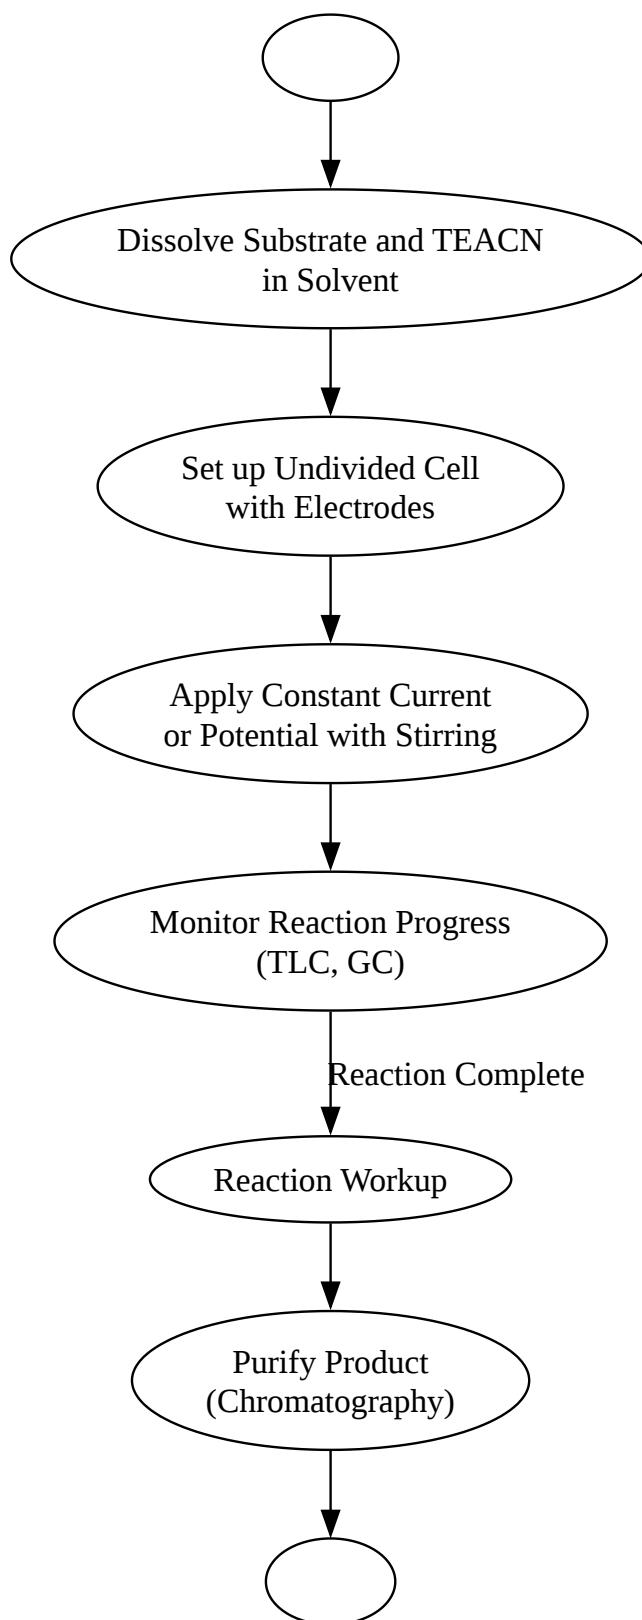 Dissolve Substrate and TEACN
in Solvent
Set up Undivided Cell
with Electrodes
Apply Constant Current
or Potential with Stirring
Monitor Reaction Progress
(TLC, GC)
Reaction Complete
Reaction Workup
Purify Product
(Chromatography)